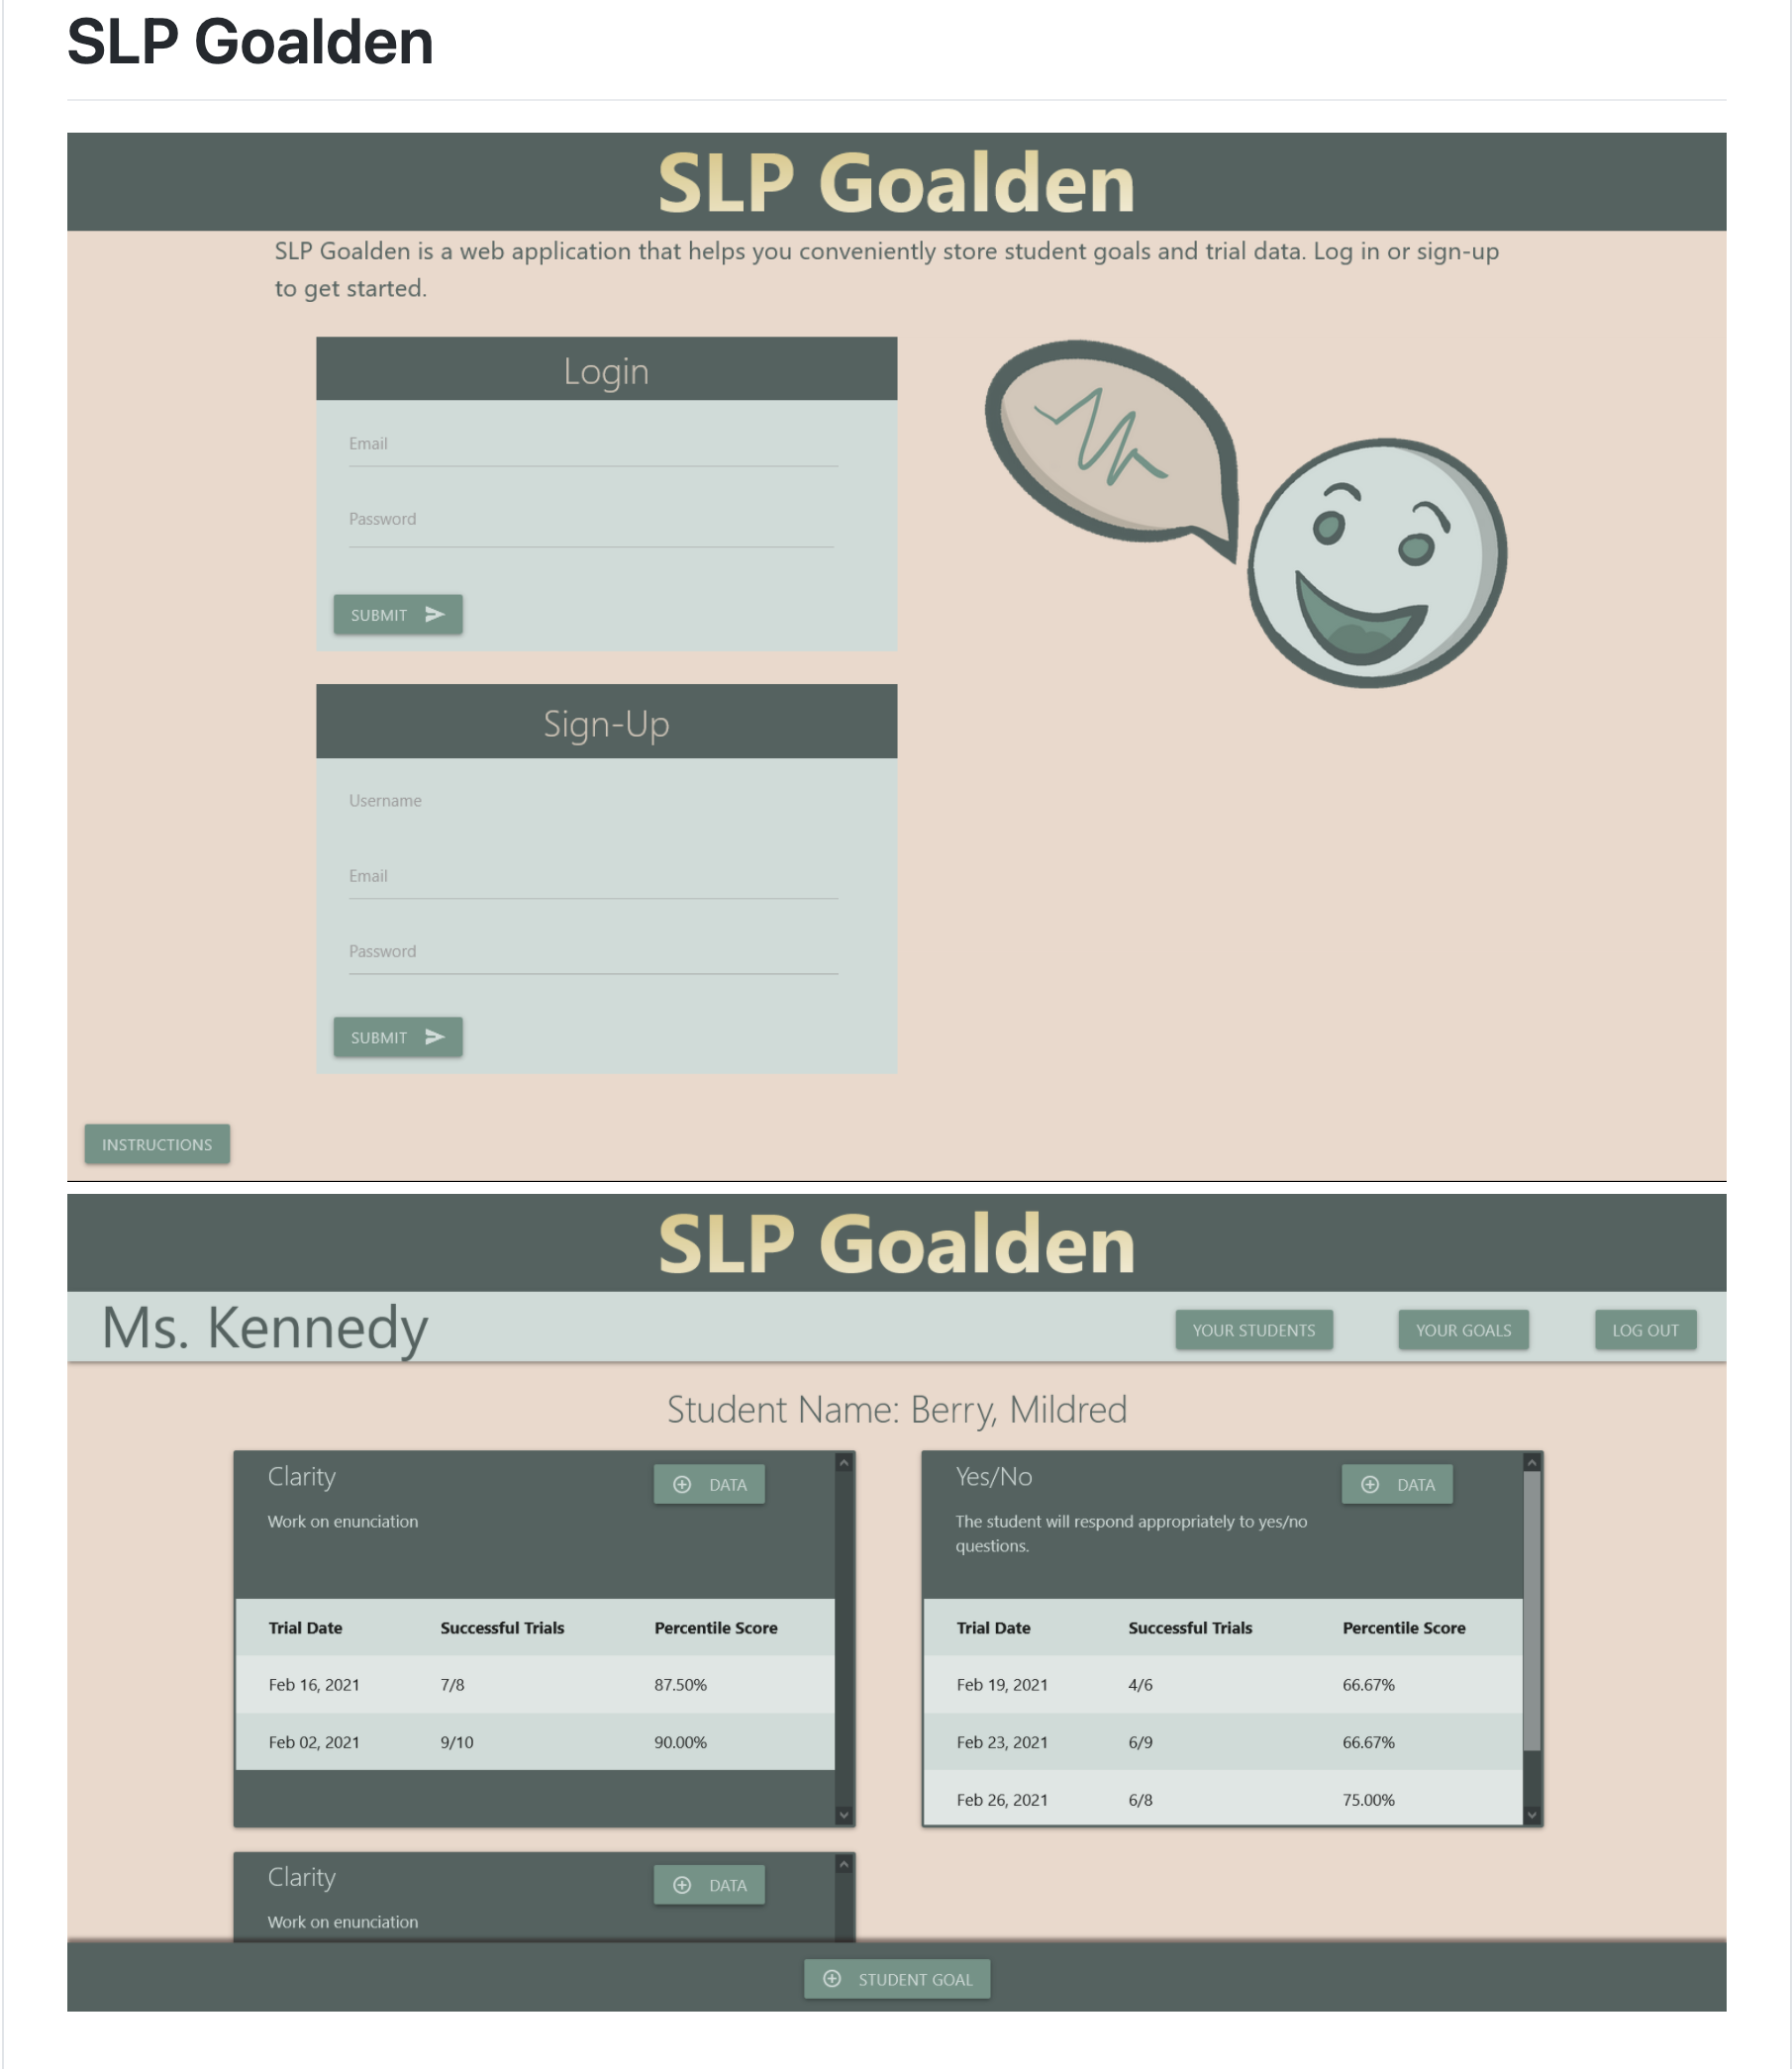 SLP Goalden
SLP Goalden
SLP Goalden is a web application that helps you conveniently store student goals and trial data. Log in or sign-up
to get started.
Login
Email
Password
SUBMIT
Sign-Up
Username
Email
Password
SUBMIT
INSTRUCTIONS
SLP Goalden
Ms. Kennedy
YOUR STUDENTS
YOUR GOALS
LOG OUT
Student Name: Berry, Mildred
Clarity
DATA
Work on enunciation
Trial Date Successful Trials Percentile Score
Feb 16, 2021 7/8 87.50%
Feb 02, 2021 9/10 90.00%
Yes/No
DATA
The student will respond appropriately to yes/no
questions.
Trial Date Successful Trials Percentile Score
Feb 19, 2021 4/6 66.67%
Feb 23, 2021 6/9 66.67%
Feb 26, 2021 6/8 75.00%
Clarity
DATA
Work on enunciation
STUDENT GOAL